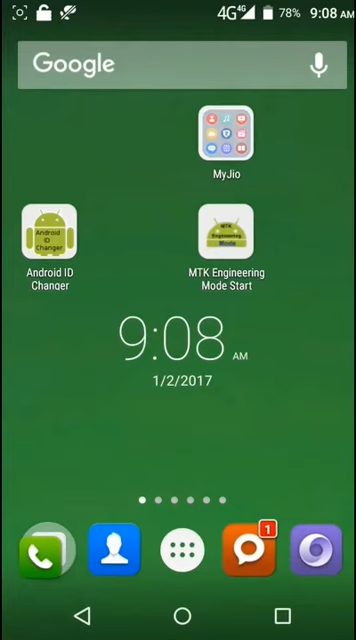 4G 4G 78% 9:08 AM
Google
MyJio
Android
ID
Changer
MTK
Engineering
Mode
Android ID
Changer
MTK Engineering
Mode Start
9:08 AM
1/2/2017
1